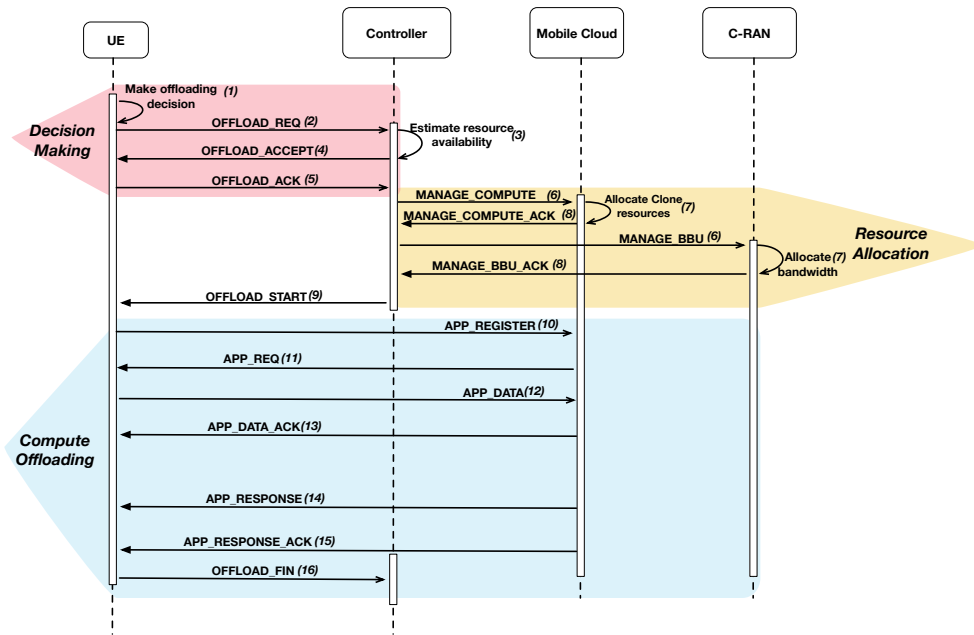 UE
Controller
Mobile Cloud
C-RAN
Make offloading (1)
decision
OFFLOAD_REQ (2)
Estimate resource
availability (3)
Decision
Making
OFFLOAD_ACCEPT(4)
OFFLOAD_ACK (5)
MANAGE_COMPUTE (6)
Allocate Clone
resources (7)
MANAGE_COMPUTE_ACK (8)
MANAGE_BBU (6)
Resource
Allocation
Allocate(7)
bandwidth
MANAGE_BBU_ACK (8)
OFFLOAD_START(9)
APP_REGISTER(10)
APP_REQ(11)
APP_DATA(12)
APP_DATA_ACK(13)
Compute
Offloading
APP_RESPONSE(14)
APP_RESPONSE_ACK(15)
OFFLOAD_FIN(16)